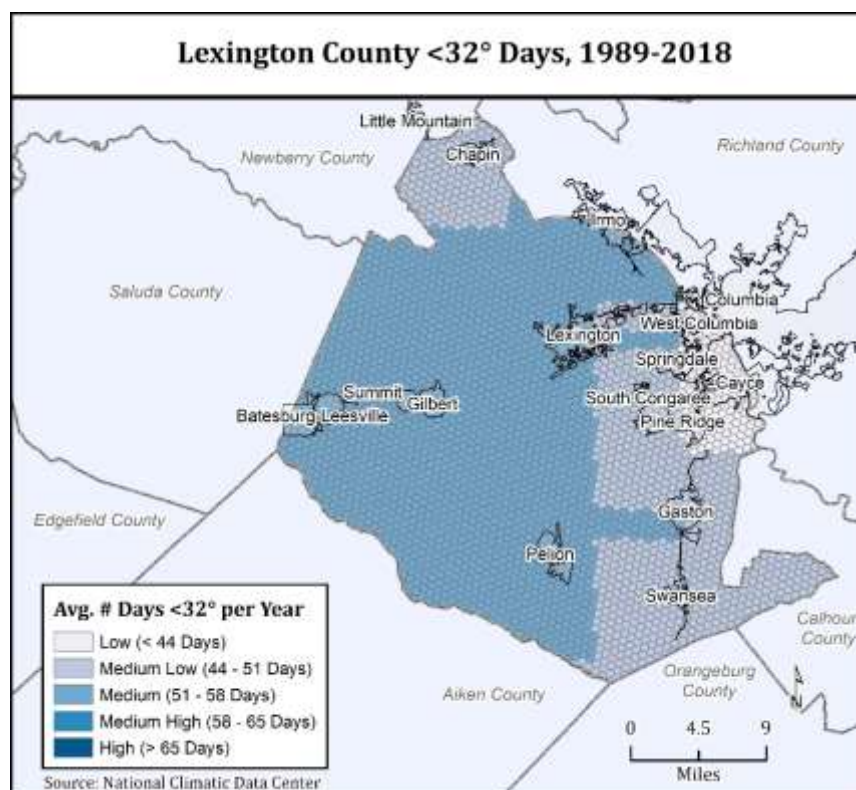 Lexington County <32° Days, 1989-2018
Little Mountain
Newberry County
Chapin
Richland County
Irmo
Saluda County
Columbia
Lexington
West Columbia
Springdale
Cayce
Summit
Gilbert
South Congaree
Batesburg-Leesville
Pine Ridge
Edgefield County
Gaston
Pelion
Swansea
Calhoun
County
Orangeburg
County
Aiken County
Avg. # Days <32° per Year
Low (< 44 Days)
Medium Low (44 - 51 Days)
Medium (51 - 58 Days)
Medium High (58 - 65 Days)
High (> 65 Days)
Source: National Climatic Data Center
N
0 4.5 9
Miles